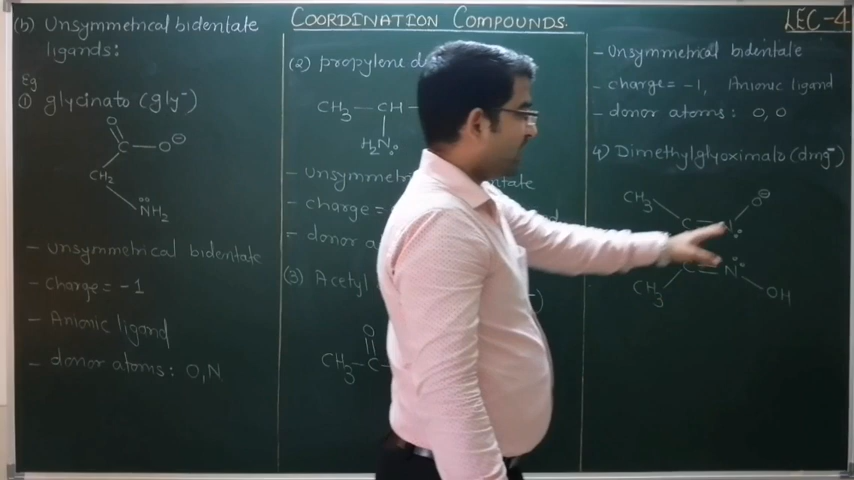 COORDINATION COMPOUNDS
LEC-4
(b) Unsymmetrical bidentate
ligands:
Eg
① glycinato (gly⁻)
O
C—O⊖
CH₂
N̈H₂
- Unsymmetrical bidentate
- charge = -1
- Anionic ligand
- donor atoms: O,N
(2) propylene
CH₃—CH—
H₂N:
- Unsymmetri
- charge =
- donor a
(3) Acetyl
O
CH₃-C-
- Unsymmetrical bidentate
- charge = -1, Anionic ligand
- donor atoms: O,O
4) Dimethylglyoximato (dmg⁻)
CH₃ O⊖
C=N:
C=N̈
CH₃ OH